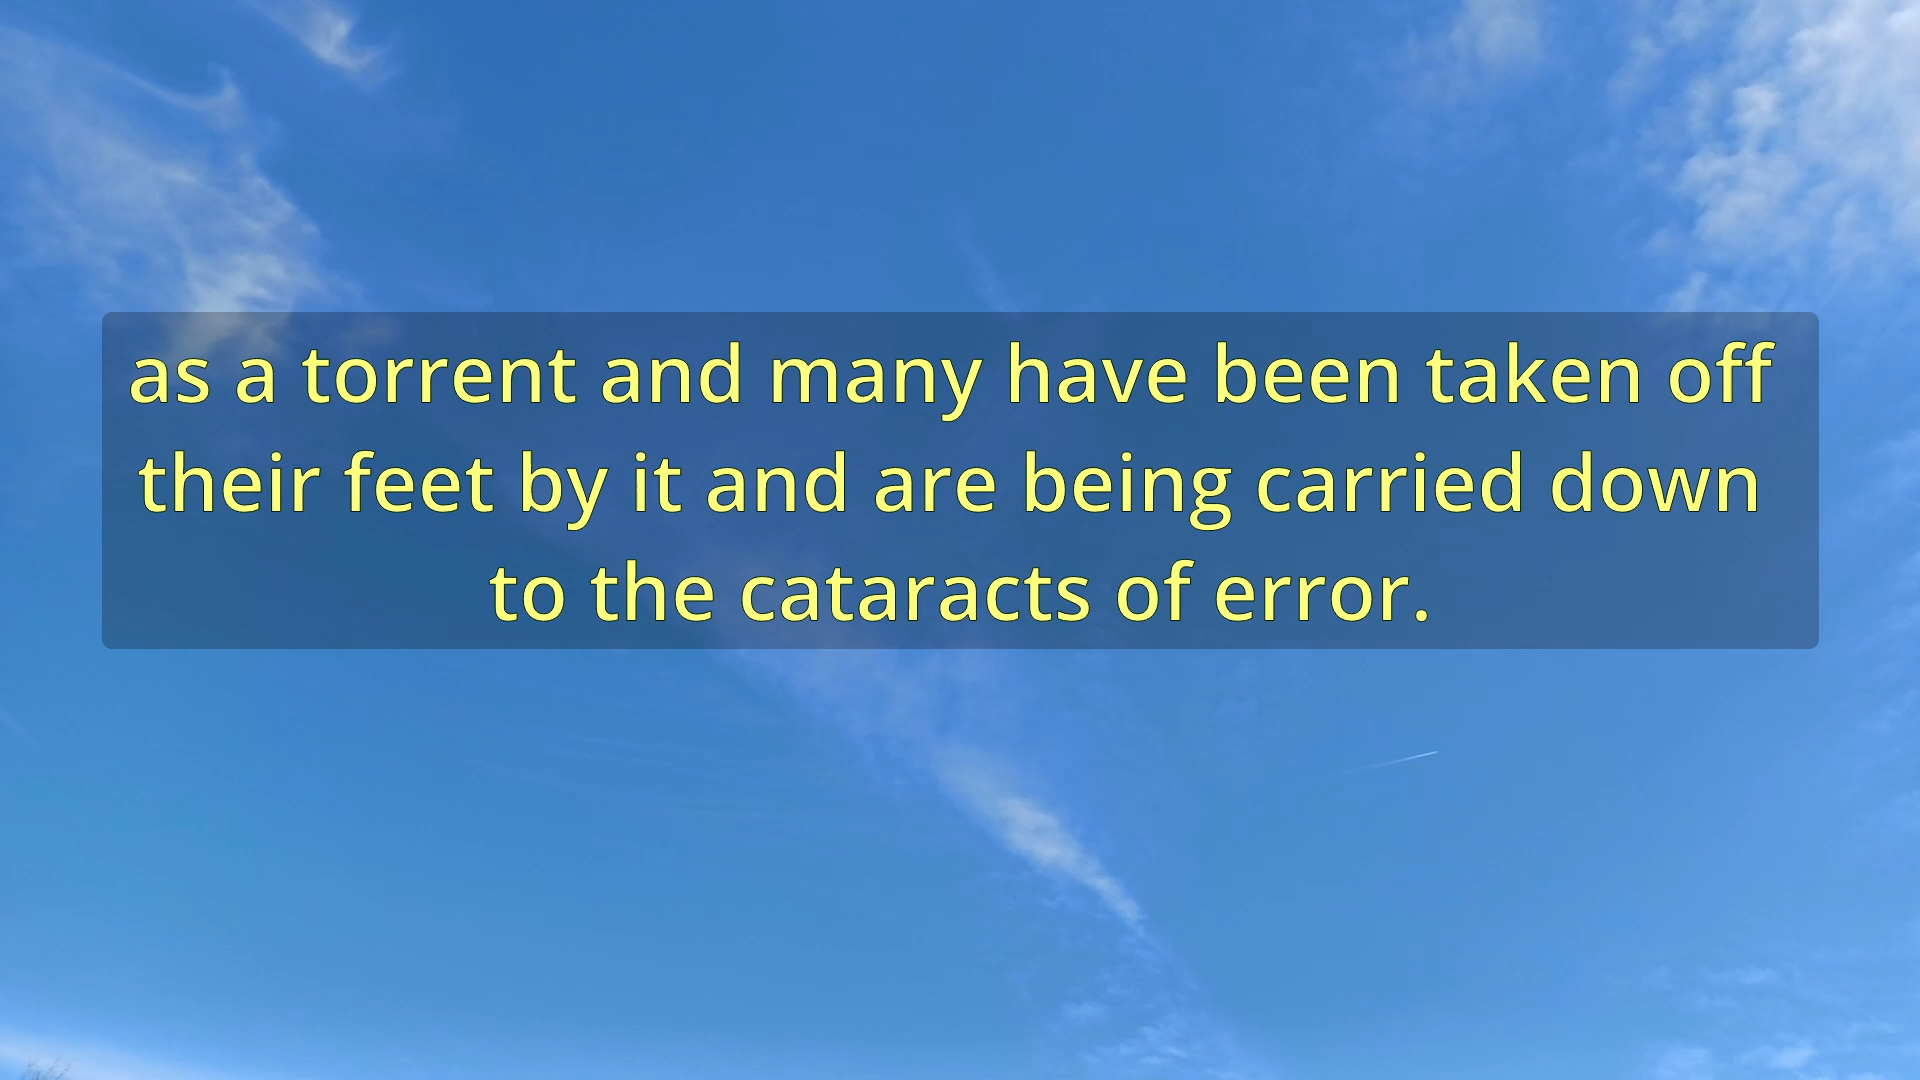 as a torrent and many have been taken off
their feet by it and are being carried down
to the cataracts of error.